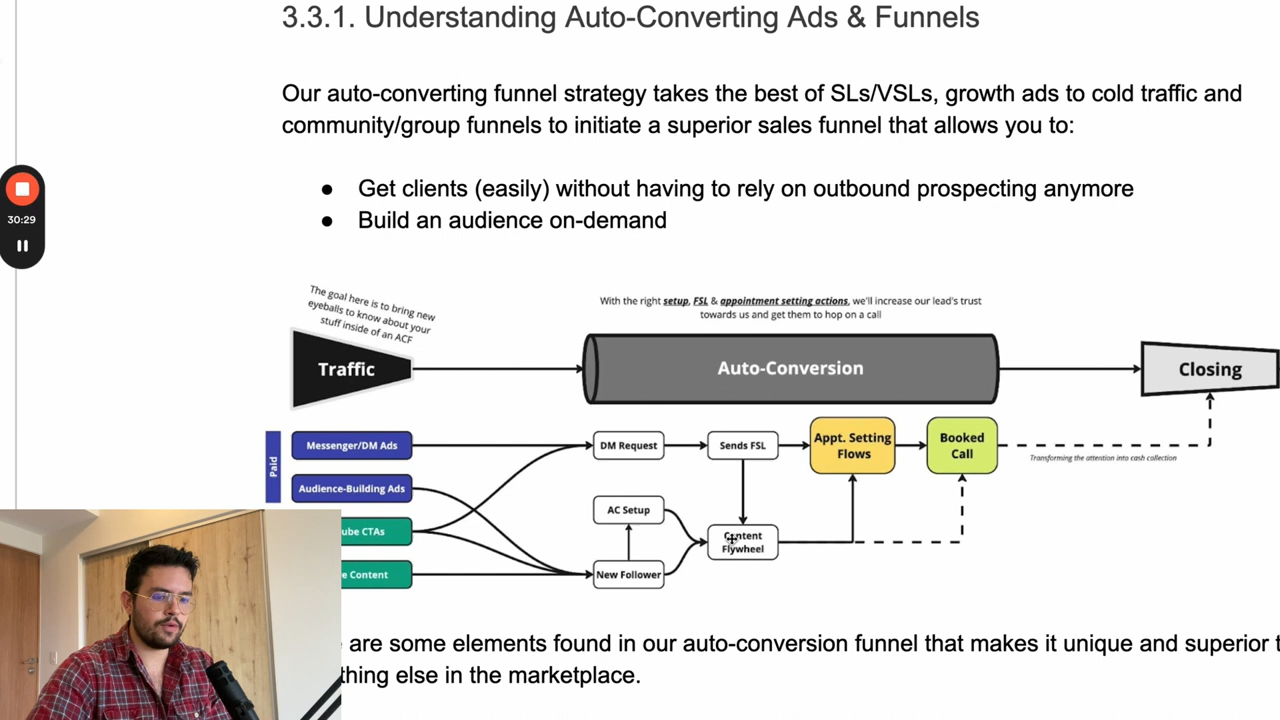 3.3.1. Understanding Auto-Converting Ads & Funnels
Our auto-converting funnel strategy takes the best of SLs/VSLs, growth ads to cold traffic and
community/group funnels to initiate a superior sales funnel that allows you to:
● Get clients (easily) without having to rely on outbound prospecting anymore
● Build an audience on-demand
30:29
The goal here is to bring new
eyeballs to know about your
stuff inside of an ACF
With the right setup, FSL & appointment setting actions, we'll increase our lead's trust
towards us and get them to hop on a call
Traffic
Auto-Conversion
Closing
Paid
Messenger/DM Ads
DM Request
Sends FSL
Appt. Setting
Flows
Booked
Call
Transforming the attention into cash collection
Audience-Building Ads
AC Setup
ube CTAs
Content
Flywheel
e Content
New Follower
are some elements found in our auto-conversion funnel that makes it unique and superior t
thing else in the marketplace.